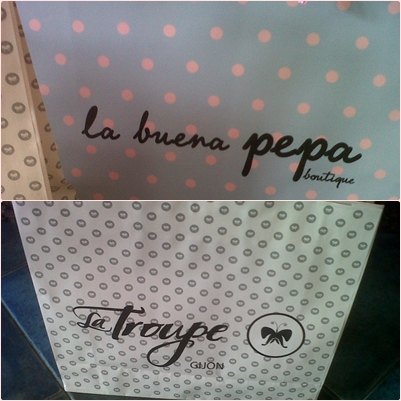 la buena pepa
boutique
La Troupe
GIJÓN